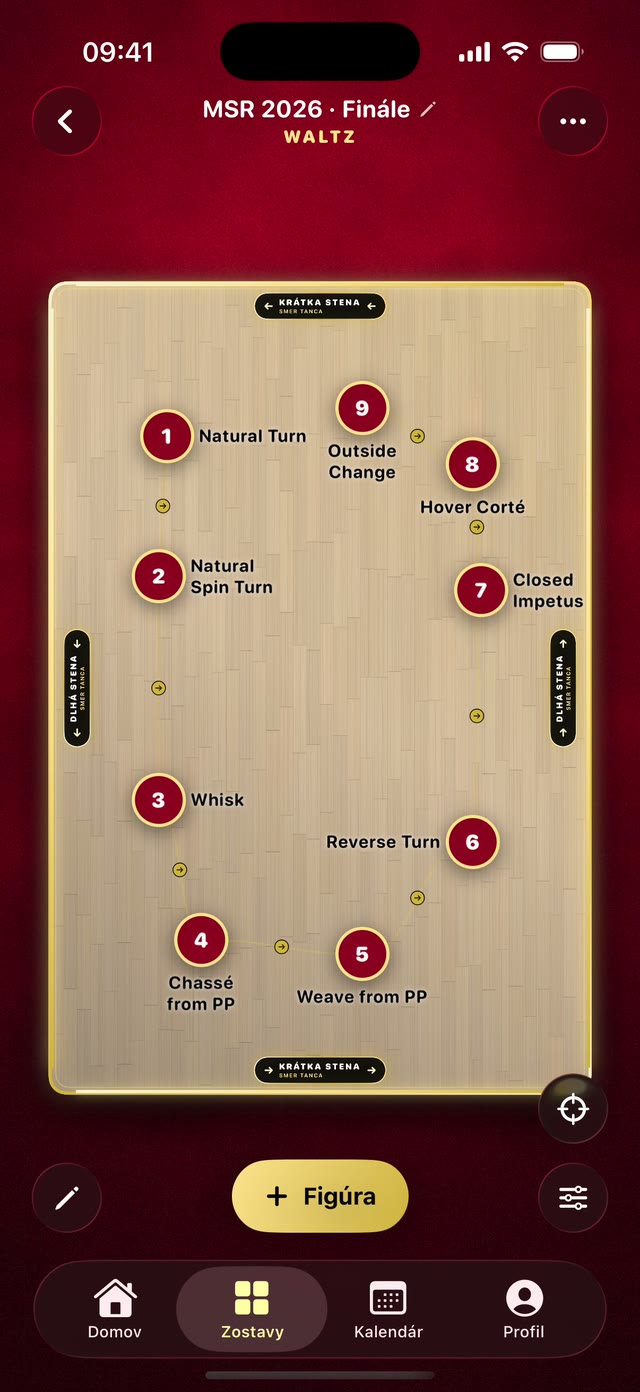 09:41
MSR 2026 · Finále
WALTZ
← KRÁTKA STENA ←
SMER TANCA
9
1 Natural Turn
Outside
Change
8
Hover Corté
2 Natural
Spin Turn
7 Closed
Impetus
← DLHÁ STENA ←
SMER TANCA
→ DLHÁ STENA →
SMER TANCA
3 Whisk
Reverse Turn 6
4
Chassé
from PP
5
Weave from PP
→ KRÁTKA STENA →
SMER TANCA
+ Figúra
Domov
Zostavy
Kalendár
Profil